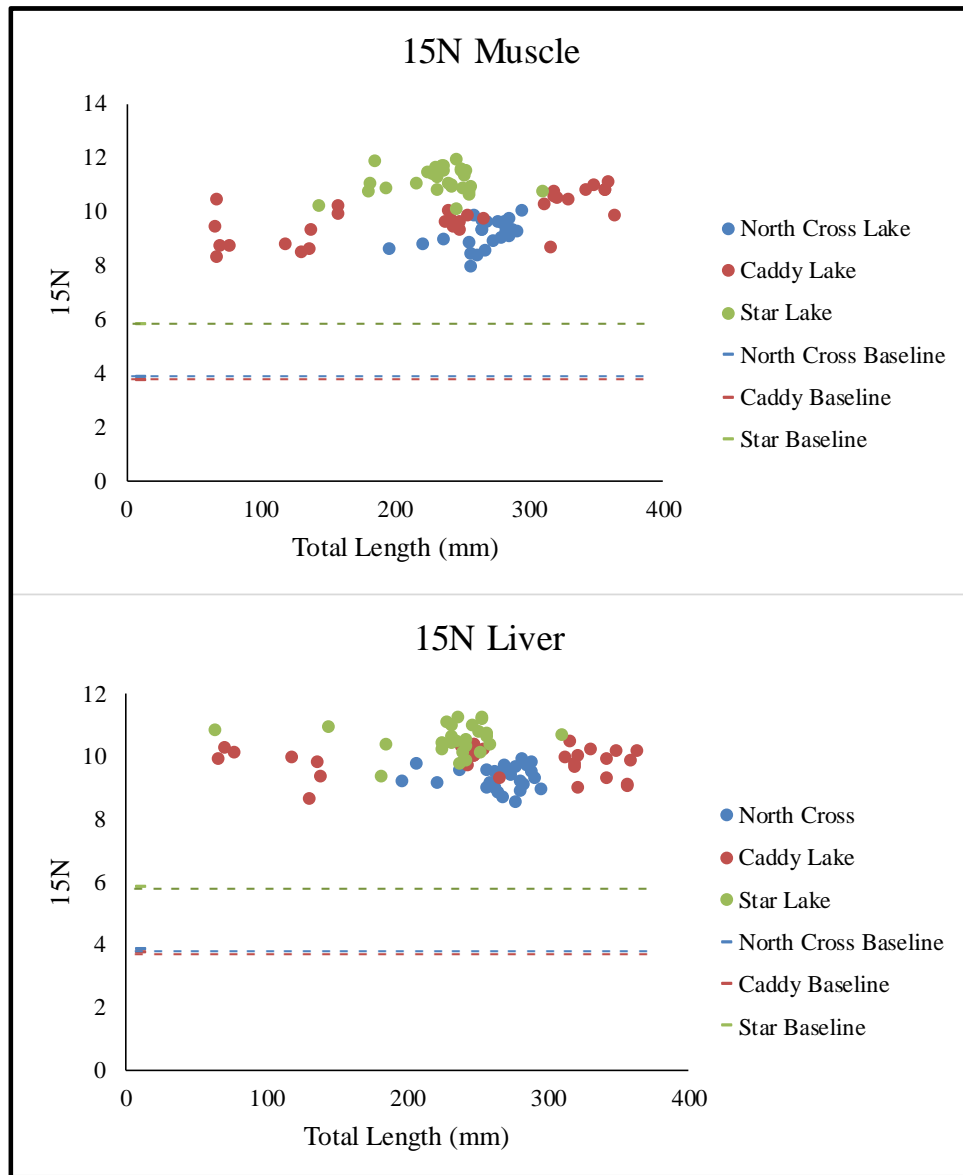 15N Muscle
14
12
10
8
6
4
2
0
15N
0 100 200 300 400
Total Length (mm)
North Cross Lake
Caddy Lake
Star Lake
North Cross Baseline
Caddy Baseline
Star Baseline
15N Liver
12
10
8
6
4
2
0
15N
0 100 200 300 400
Total Length (mm)
North Cross
Caddy Lake
Star Lake
North Cross Baseline
Caddy Baseline
Star Baseline